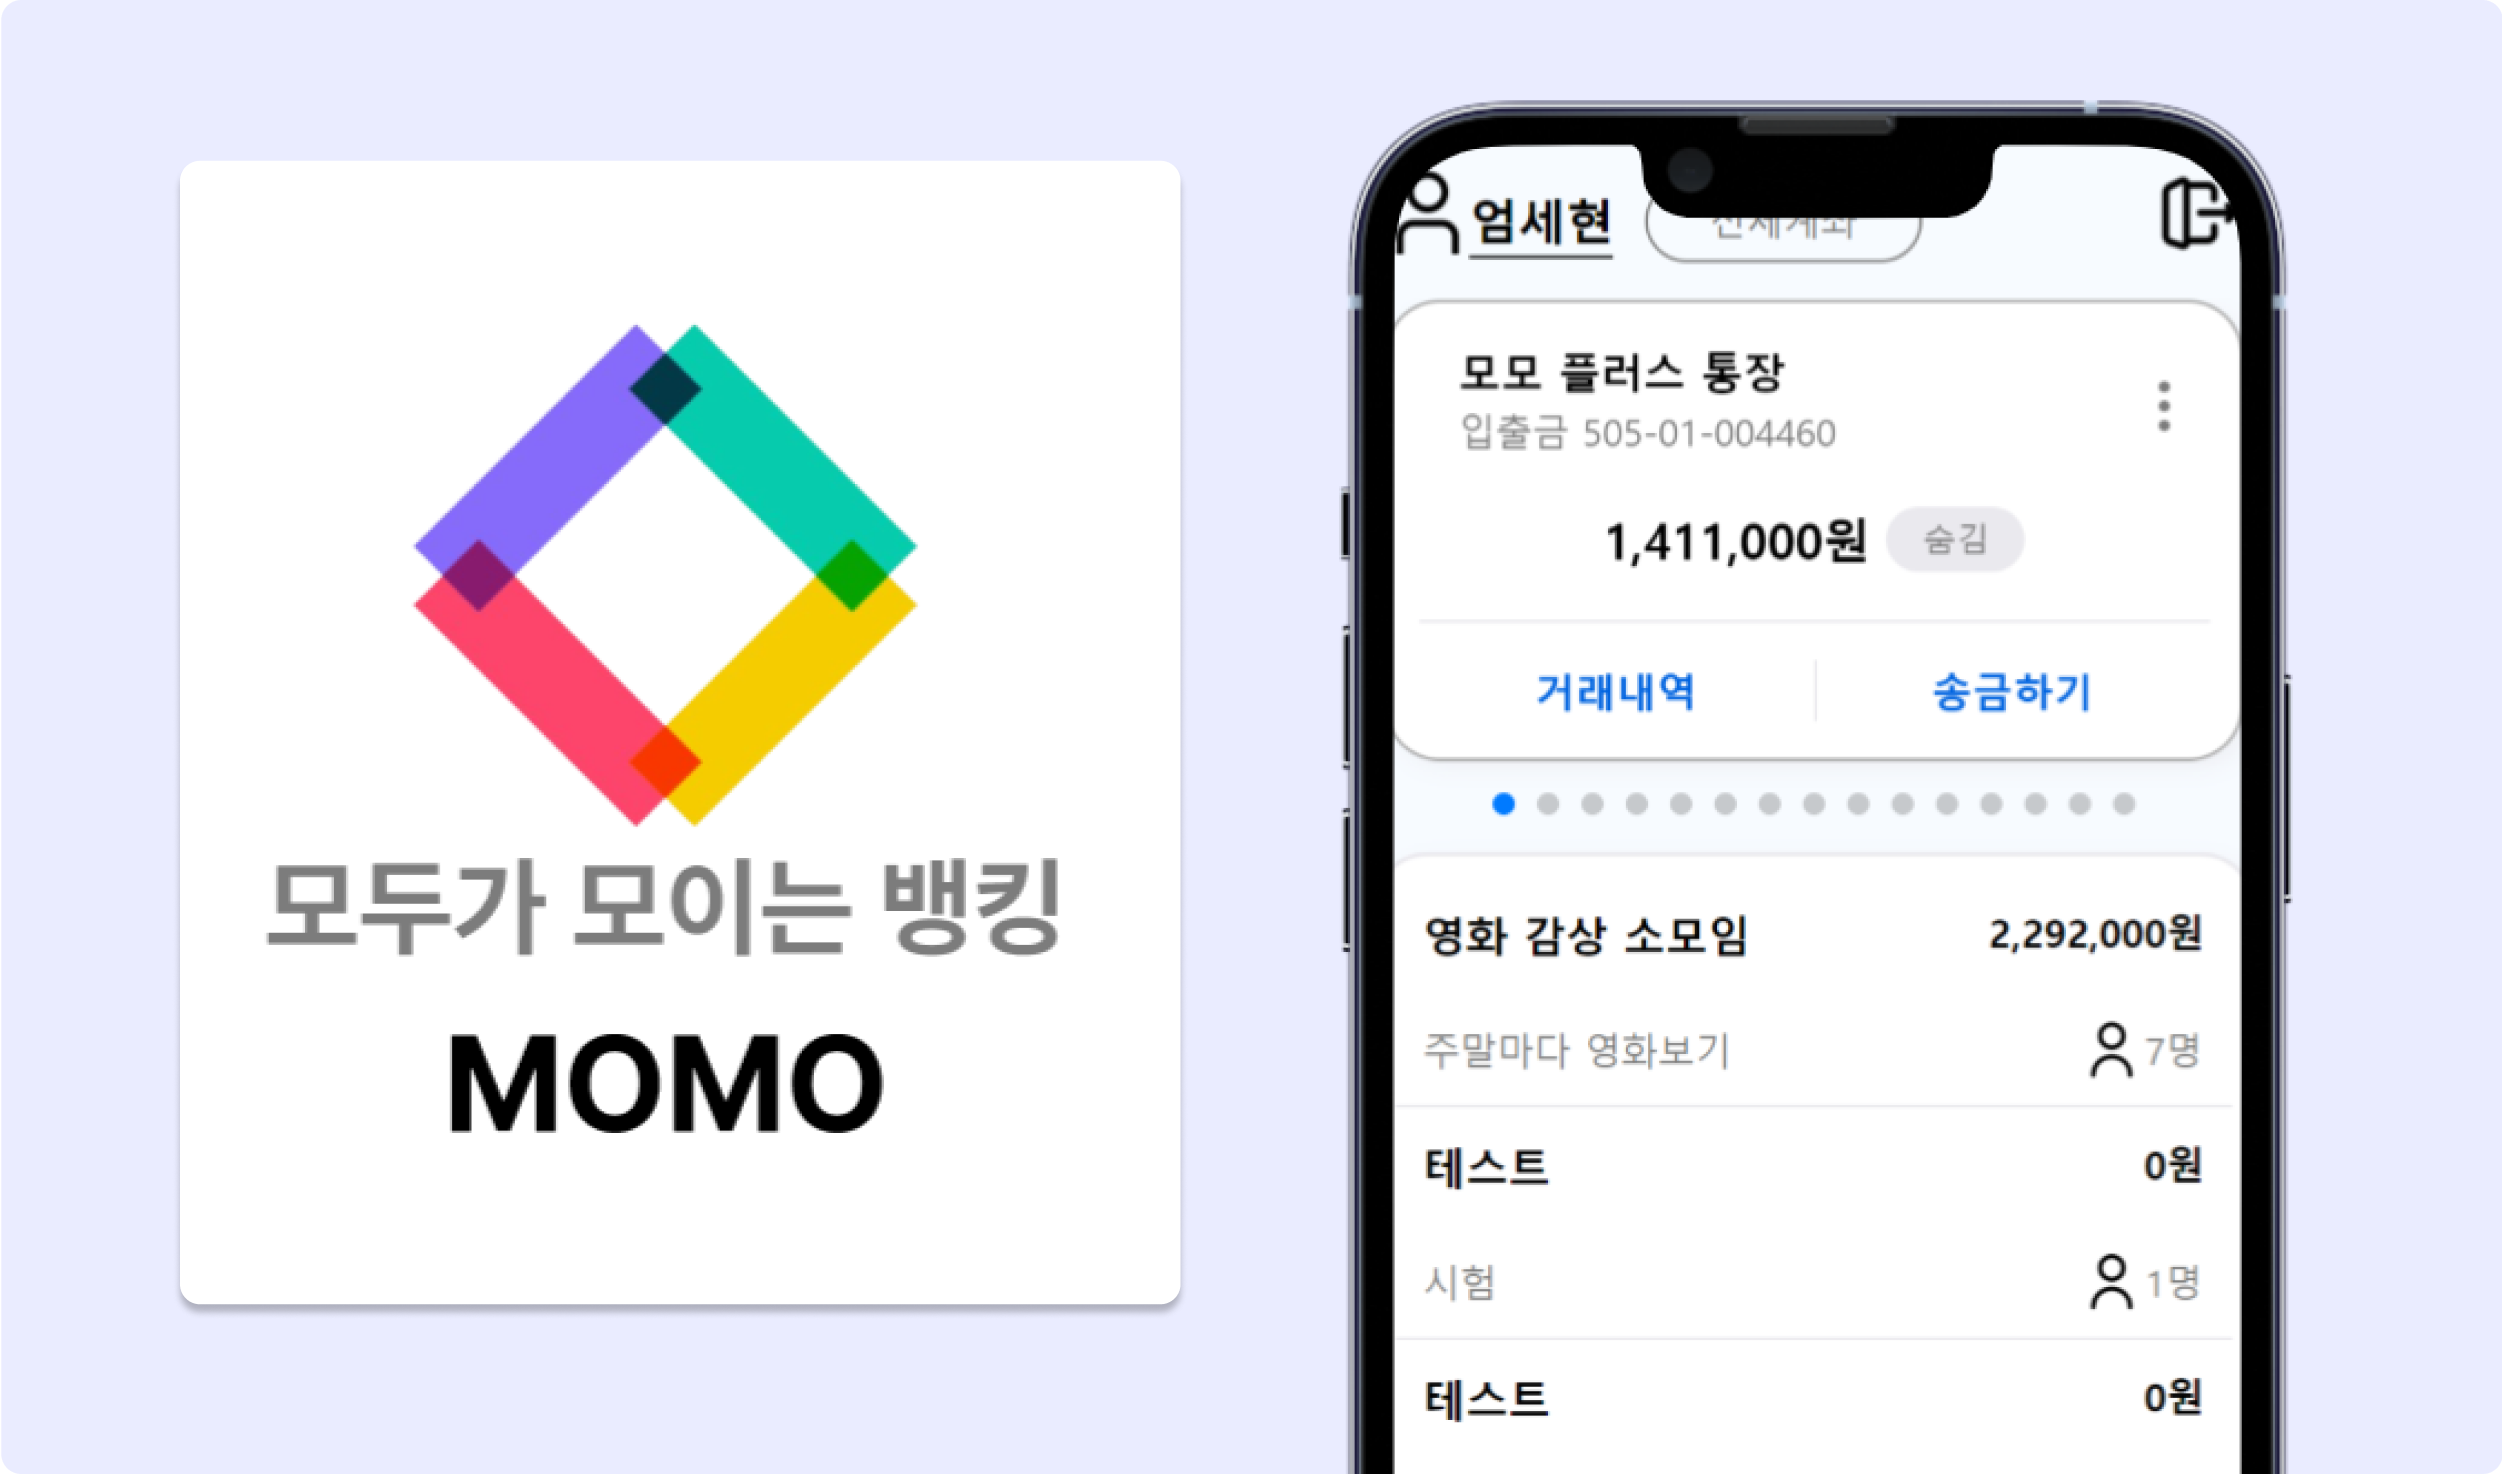 모두가 모이는 뱅킹
MOMO
엄세현
모모 플러스 통장
입출금 505-01-004460
1,411,000원 숨김
거래내역 송금하기
영화 감상 소모임 2,292,000원
주말마다 영화보기 7명
테스트 0원
시험 1명
테스트 0원